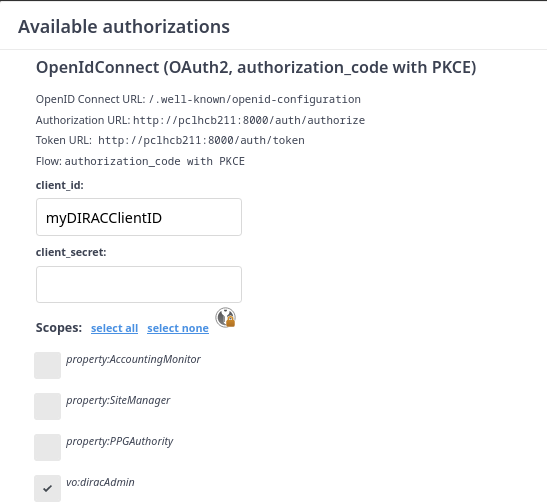 Available authorizations
OpenIdConnect (OAuth2, authorization_code with PKCE)
OpenID Connect URL: /.well-known/openid-configuration
Authorization URL: http://pclhcb211:8000/auth/authorize
Token URL: http://pclhcb211:8000/auth/token
Flow: authorization_code with PKCE
client_id:
myDIRACClientID
client_secret:
Scopes: select all select none
property:AccountingMonitor
property:SiteManager
property:PPGAuthority
vo:diracAdmin